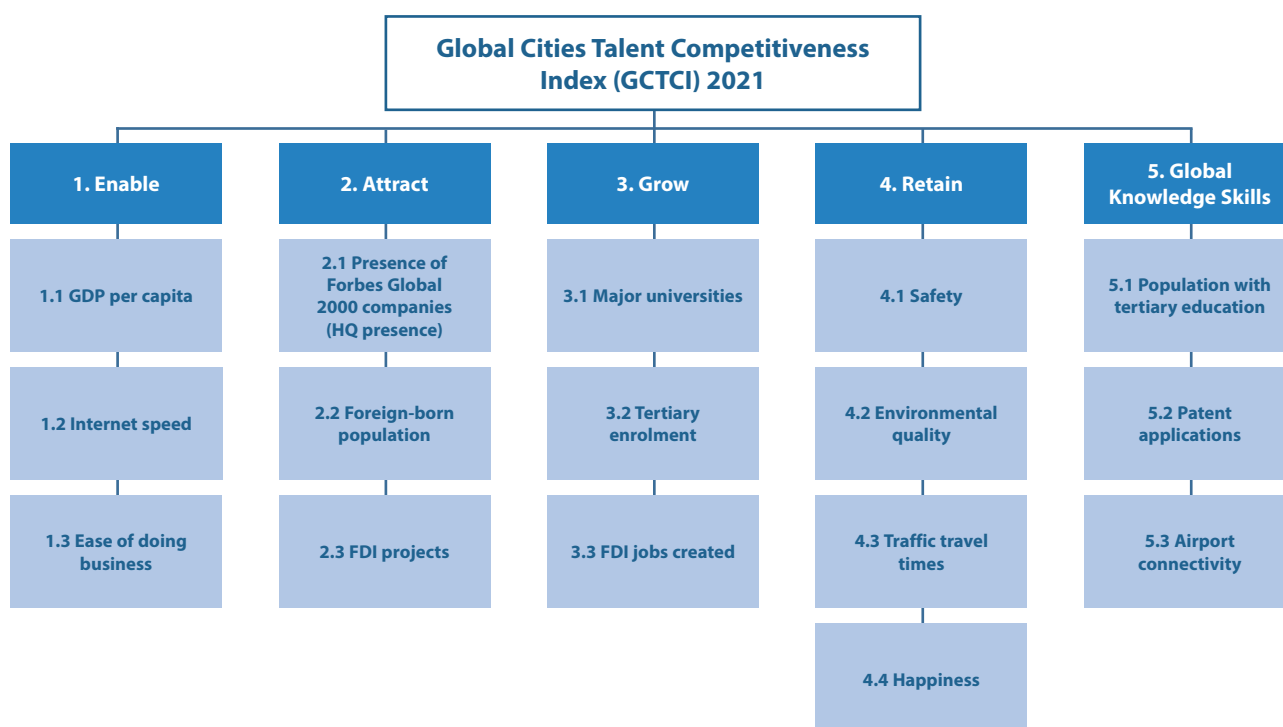 Global Cities Talent Competitiveness
Index (GCTCI) 2021
1. Enable
2. Attract
3. Grow
4. Retain
5. Global
Knowledge Skills
1.1 GDP per capita
2.1 Presence of
Forbes Global
2000 companies
(HQ presence)
3.1 Major universities
4.1 Safety
5.1 Population with
tertiary education
1.2 Internet speed
2.2 Foreign-born
population
3.2 Tertiary
enrolment
4.2 Environmental
quality
5.2 Patent
applications
1.3 Ease of doing
business
2.3 FDI projects
3.3 FDI jobs created
4.3 Traffic travel
times
5.3 Airport
connectivity
4.4 Happiness